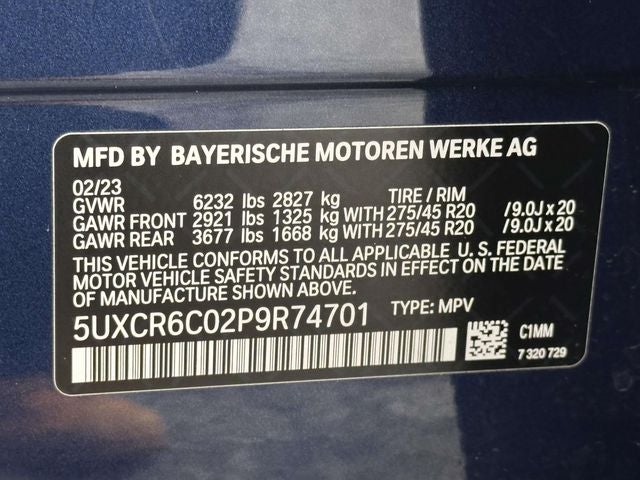 MFD BY BAYERISCHE MOTOREN WERKE AG
02/23
GVWR 6232 lbs 2827 kg TIRE / RIM
GAWR FRONT 2921 lbs 1325 kg WITH 275/45 R20 / 9.0J x 20
GAWR REAR 3677 lbs 1668 kg WITH 275/45 R20 / 9.0J x 20
THIS VEHICLE CONFORMS TO ALL APPLICABLE U. S. FEDERAL
MOTOR VEHICLE SAFETY STANDARDS IN EFFECT ON THE DATE
OF MANUFACTURE SHOWN ABOVE.
5UXCR6C02P9R74701 TYPE: MPV
C1MM
7 320 729